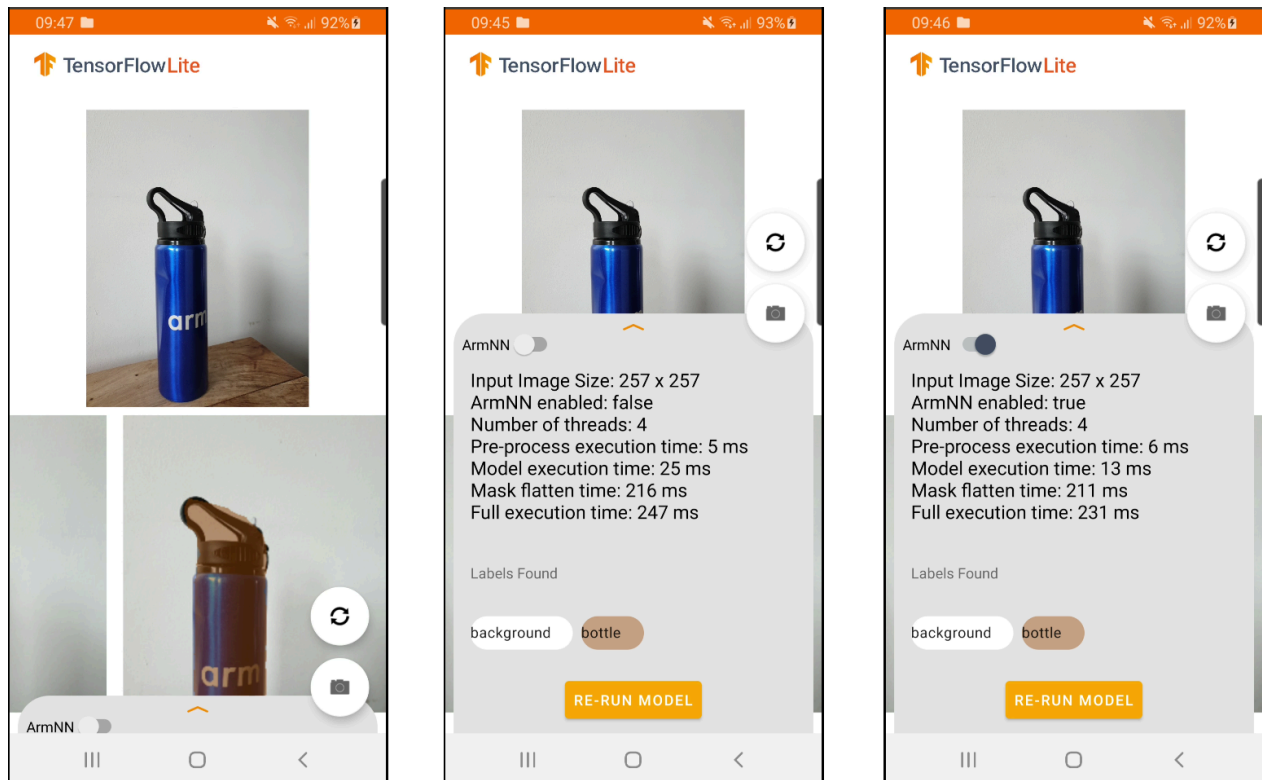 09:47
92%
TensorFlowLite
arm
arm
ArmNN
09:45
93%
TensorFlowLite
ArmNN
Input Image Size: 257 x 257
ArmNN enabled: false
Number of threads: 4
Pre-process execution time: 5 ms
Model execution time: 25 ms
Mask flatten time: 216 ms
Full execution time: 247 ms
Labels Found
background
bottle
RE-RUN MODEL
09:46
92%
TensorFlowLite
ArmNN
Input Image Size: 257 x 257
ArmNN enabled: true
Number of threads: 4
Pre-process execution time: 6 ms
Model execution time: 13 ms
Mask flatten time: 211 ms
Full execution time: 231 ms
Labels Found
background
bottle
RE-RUN MODEL